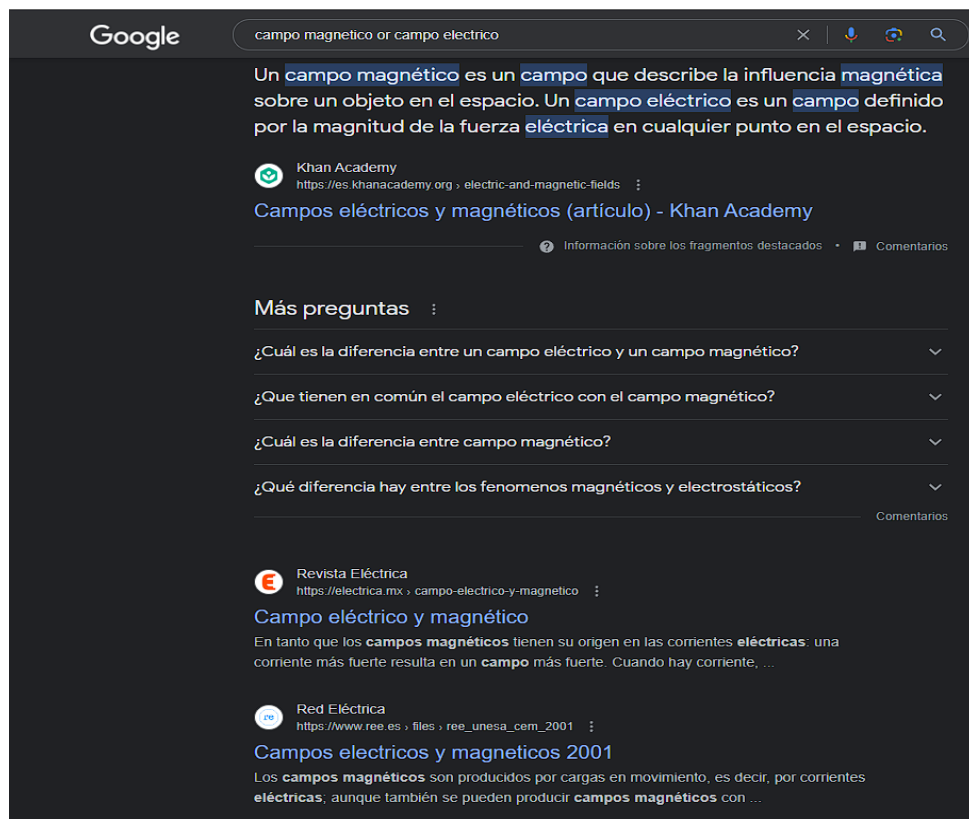 Google
campo magnetico or campo electrico
Un campo magnético es un campo que describe la influencia magnética
sobre un objeto en el espacio. Un campo eléctrico es un campo definido
por la magnitud de la fuerza eléctrica en cualquier punto en el espacio.
Khan Academy
https://es.khanacademy.org › electric-and-magnetic-fields
Campos eléctricos y magnéticos (artículo) - Khan Academy
Información sobre los fragmentos destacados • Comentarios
Más preguntas
¿Cuál es la diferencia entre un campo eléctrico y un campo magnético?
¿Que tienen en común el campo eléctrico con el campo magnético?
¿Cuál es la diferencia entre campo magnético?
¿Qué diferencia hay entre los fenomenos magnéticos y electrostáticos?
Comentarios
Revista Eléctrica
https://electrica.mx › campo-electrico-y-magnetico
Campo eléctrico y magnético
En tanto que los campos magnéticos tienen su origen en las corrientes eléctricas: una
corriente más fuerte resulta en un campo más fuerte. Cuando hay corriente, ...
re
Red Eléctrica
https://www.ree.es › files › ree_unesa_cem_2001
Campos electricos y magneticos 2001
Los campos magnéticos son producidos por cargas en movimiento, es decir, por corrientes
eléctricas; aunque también se pueden producir campos magnéticos con ...